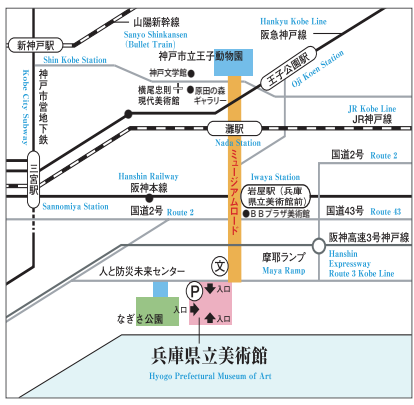 山陽新幹線
Sanyo Shinkansen
(Bullet Train)
Hankyu Kobe Line
阪急神戸線
新神戸駅
Shin Kobe Station
神戸市立王子動物園
王子公園駅
Oji Koen Station
神戸文学館
横尾忠則
現代美術館
原田の森
ギャラリー
神戸市営地下鉄
Kobe City Subway
JR Kobe Line
JR神戸線
灘駅
Nada Station
ミュージアムロード
国道2号 Route 2
三宮駅
Sannomiya Station
Hanshin Railway
阪神本線
Iwaya Station
岩屋駅（兵庫
県立美術館前）
BBプラザ美術館
国道2号 Route 2
国道43号 Route 43
阪神高速3号神戸線
Hanshin
Expressway
Route 3 Kobe Line
摩耶ランプ
Maya Ramp
人と防災未来センター
文
P
入口
入口
入口
なぎさ公園
兵庫県立美術館
Hyogo Prefectural Museum of Art